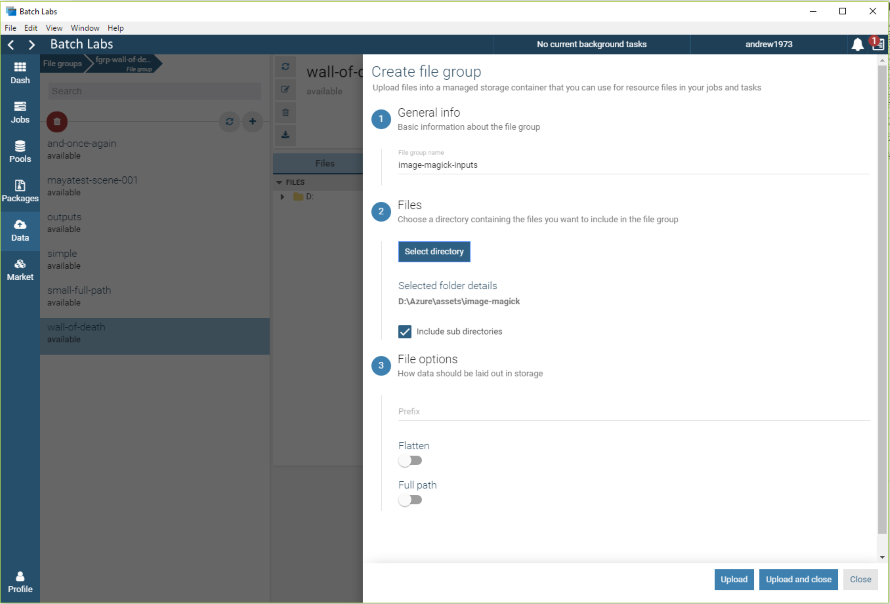 Batch Labs
File Edit View Window Help
Batch Labs
No current background tasks
andrew1973
1
Dash
Jobs
Pools
Packages
Data
Market
Profile
File groups
fgrp-wall-of-de...
File group
Search
and-once-again
available
mayatest-scene-001
available
outputs
available
simple
available
small-full-path
available
wall-of-death
available
wall-of-d
available
Files
FILES
D:
Create file group
Upload files into a managed storage container that you can use for resource files in your jobs and tasks
1
General info
Basic information about the file group
File group name
image-magick-inputs
2
Files
Choose a directory containing the files you want to include in the file group
Select directory
Selected folder details
D:\Azure\assets\image-magick
Include sub directories
3
File options
How data should be laid out in storage
Prefix
Flatten
Full path
Upload
Upload and close
Close